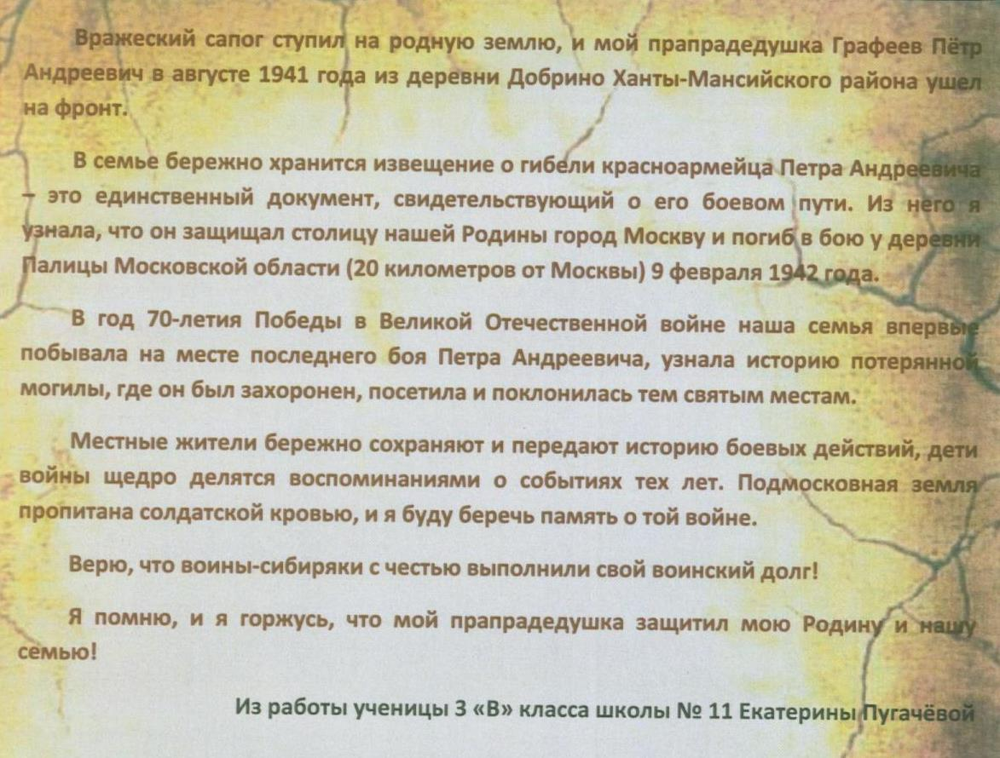 Вражеский сапог ступил на родную землю, и мой прапрадедушка Графеев Пётр
Андреевич в августе 1941 года из деревни Добрино Ханты-Мансийского района ушел
на фронт.
В семье бережно хранится извещение о гибели красноармейца Петра Андреевича
– это единственный документ, свидетельствующий о его боевом пути. Из него я
узнала, что он защищал столицу нашей Родины город Москву и погиб в бою у деревни
Палицы Московской области (20 километров от Москвы) 9 февраля 1942 года.
В год 70-летия Победы в Великой Отечественной войне наша семья впервые
побывала на месте последнего боя Петра Андреевича, узнала историю потерянной
могилы, где он был захоронен, посетила и поклонилась тем святым местам.
Местные жители бережно сохраняют и передают историю боевых действий, дети
войны щедро делятся воспоминаниями о событиях тех лет. Подмосковная земля
пропитана солдатской кровью, и я буду беречь память о той войне.
Верю, что воины-сибиряки с честью выполнили свой воинский долг!
Я помню, и я горжусь, что мой прапрадедушка защитил мою Родину и нашу
семью!
Из работы ученицы 3 «В» класса школы № 11 Екатерины Пугачёвой